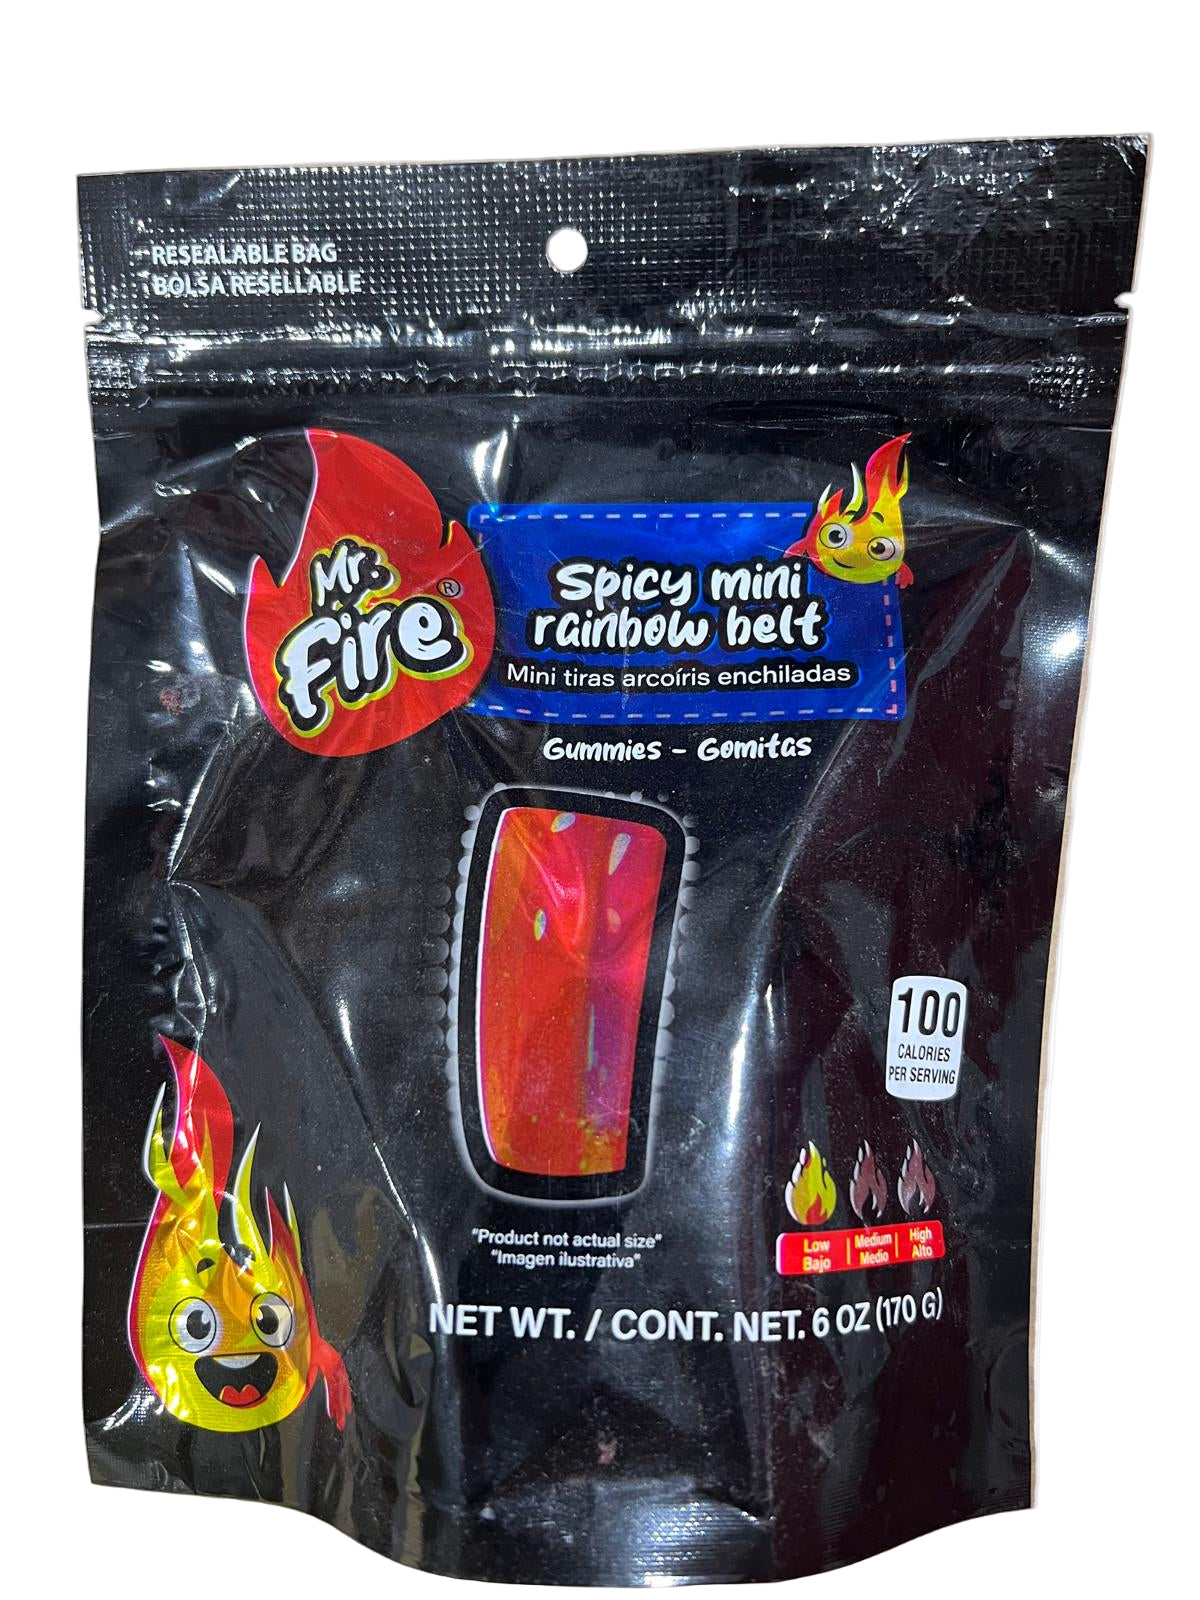 RESEALABLE BAG
BOLSA RESELLABLE
Mr.
Fire
®
Spicy mini
rainbow belt
Mini tiras arcoíris enchiladas
Gummies - Gomitas
100
CALORIES
PER SERVING
Low
Bajo
Medium
Medio
High
Alto
"Product not actual size"
"Imagen ilustrativa"
NET WT. / CONT. NET. 6 OZ (170 G)